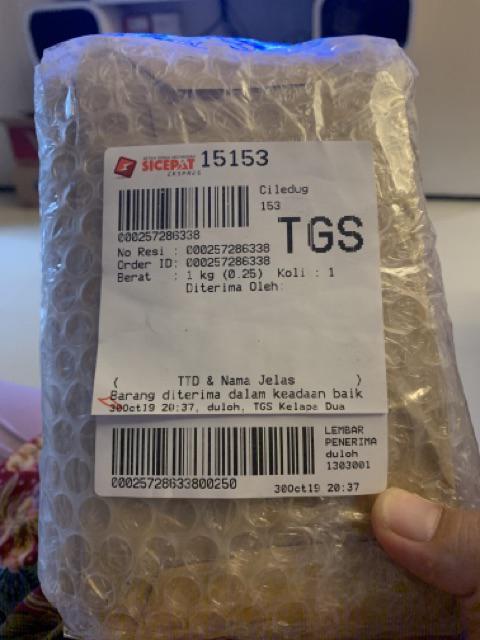 SICEPAT 15153
EKSPRES
Ciledug
153
000257286338
TGS
No Resi : 000257286338
Order ID: 000257286338
Berat : 1 kg (0.25) Koli : 1
Diterima Oleh:
( TTD & Nama Jelas )
Barang diterima dalam keadaan baik
30Oct19 20:37, duloh, TGS Kelapa Dua
LEMBAR
PENERIMA
duloh
1303001
00025728633800250
30Oct19 20:37